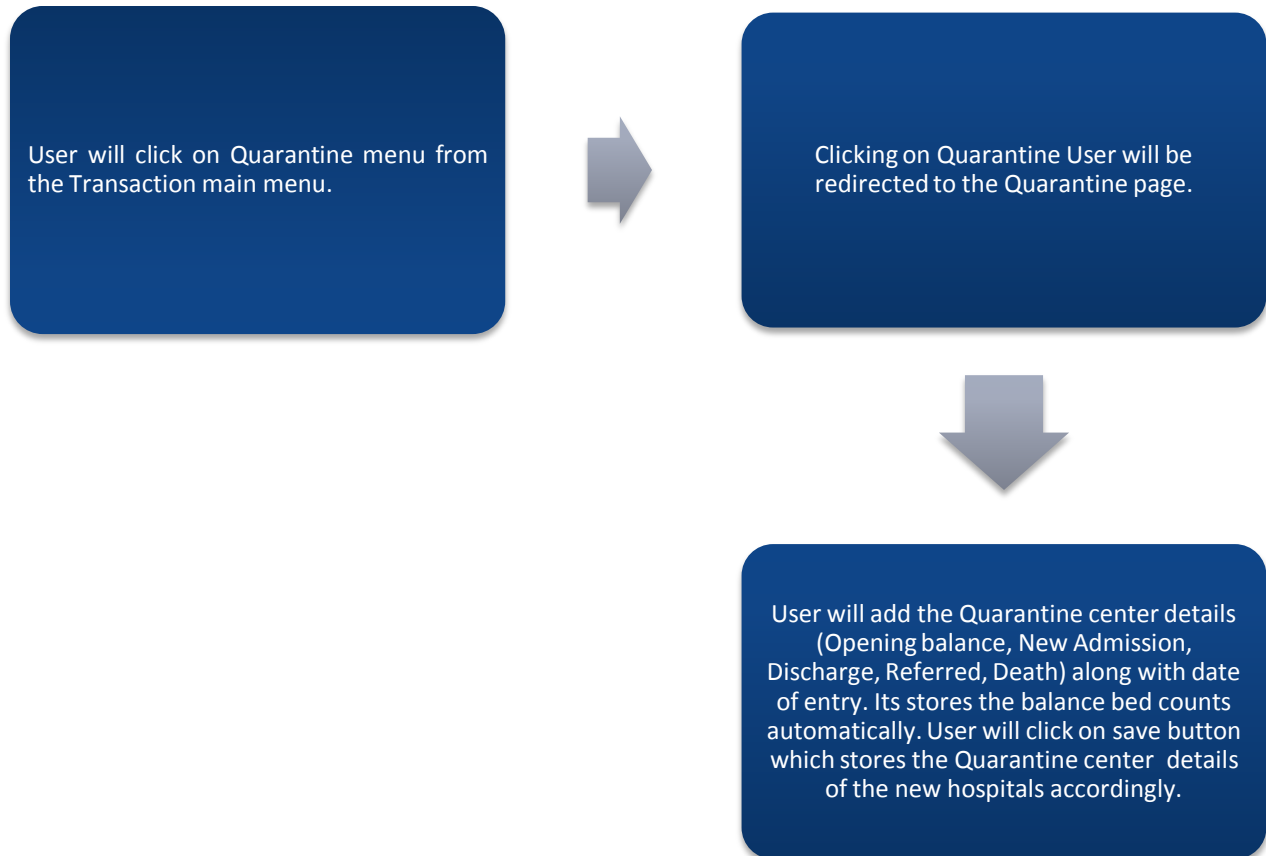 User will click on Quarantine menu from
the Transaction main menu.
Clicking on Quarantine User will be
redirected to the Quarantine page.
User will add the Quarantine center details
(Opening balance, New Admission,
Discharge, Referred, Death) along with date
of entry. Its stores the balance bed counts
automatically. User will click on save button
which stores the Quarantine center details
of the new hospitals accordingly.